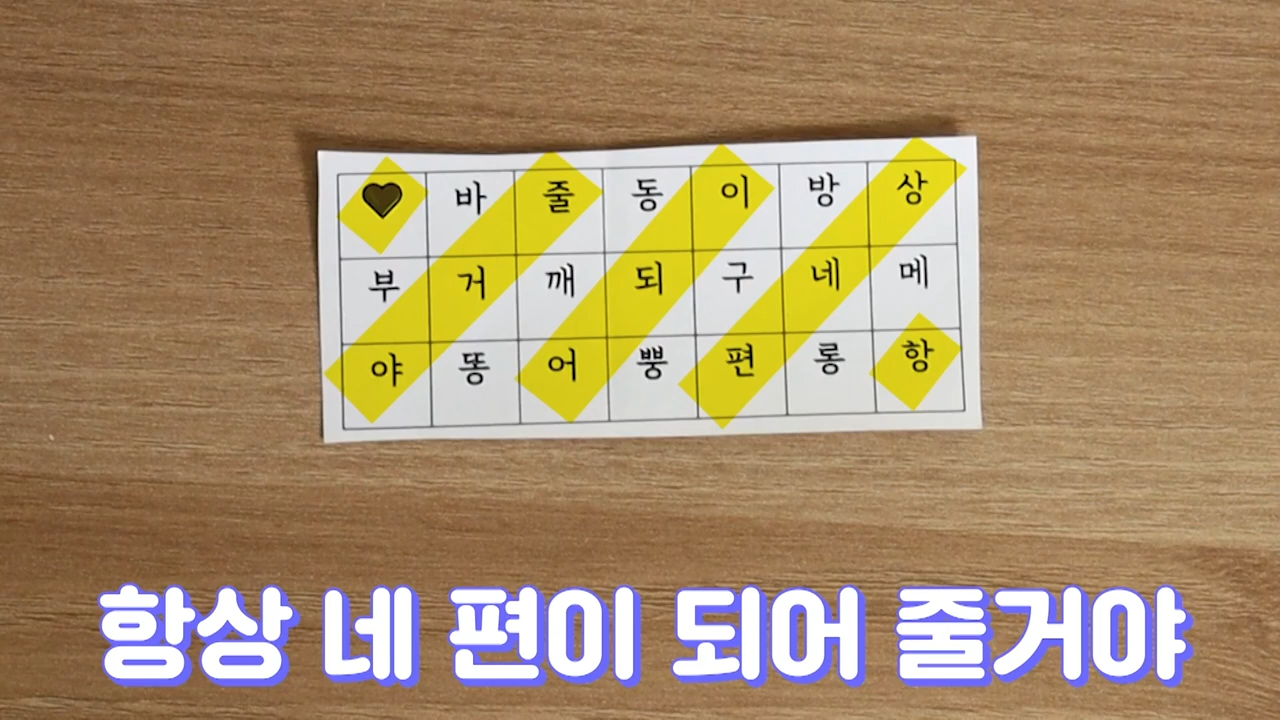 ♥ 바 줄 동 이 방 상
부 거 깨 되 구 네 메
야 똥 어 뿡 편 롱 항
항상 네 편이 되어 줄거야